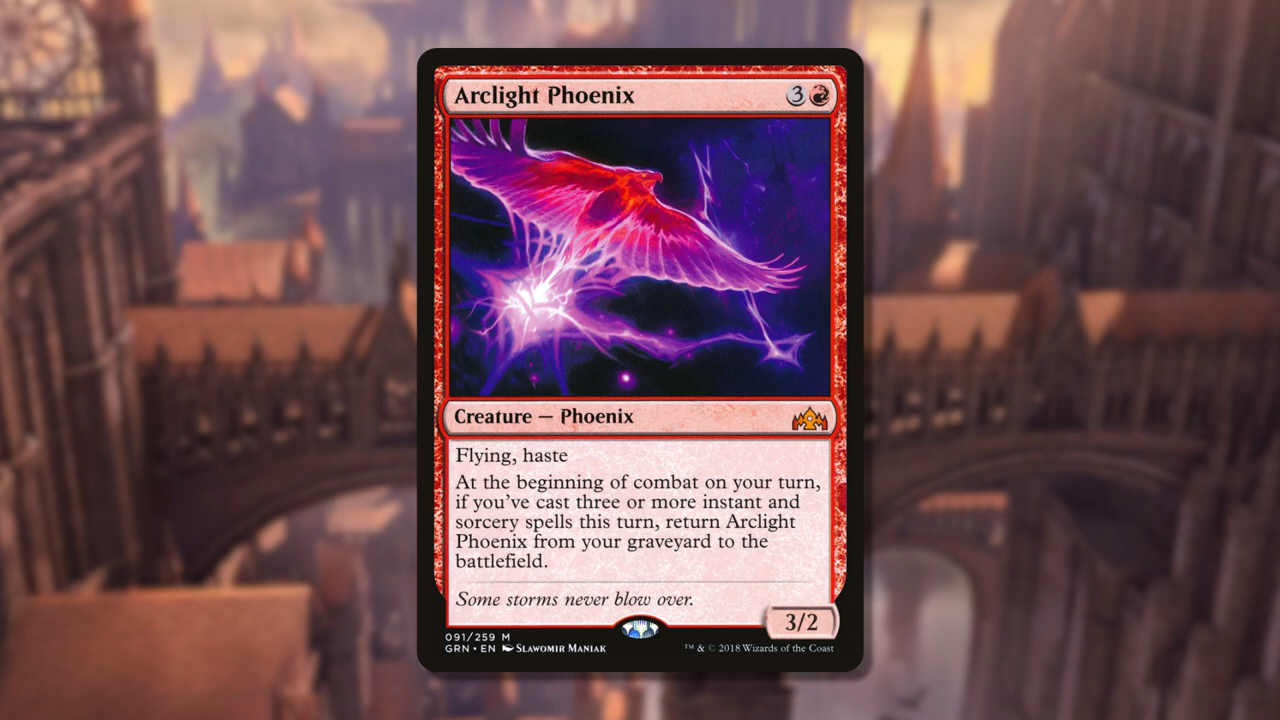 Arclight Phoenix 3
Creature — Phoenix
Flying, haste
At the beginning of combat on your turn,
if you've cast three or more instant and
sorcery spells this turn, return Arclight
Phoenix from your graveyard to the
battlefield.
Some storms never blow over.
3/2
091/259 M
GRN • EN Slawomir Maniak ™ & © 2018 Wizards of the Coast